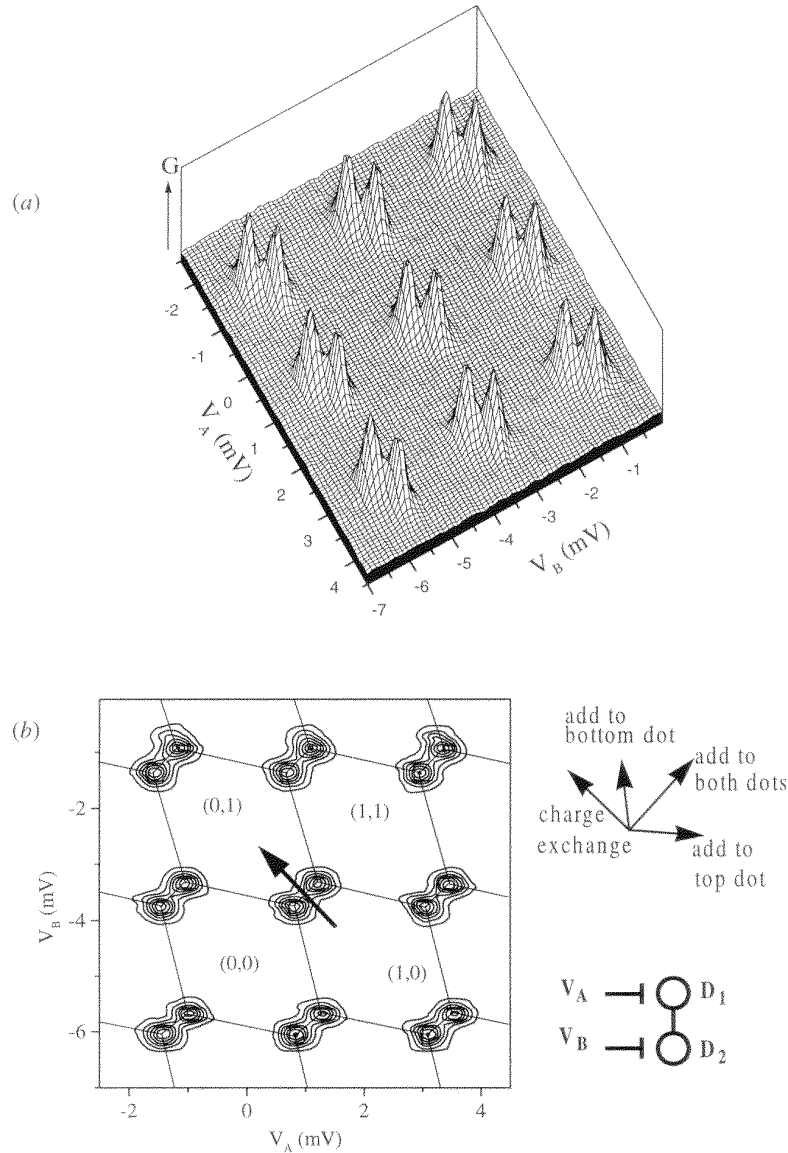 (a)
G
-2
-1
0
1
2
3
4
V_A (mV)
-7
-6
-5
-4
-3
-2
-1
V_B (mV)
(b)
-2
-4
-6
V_B (mV)
-2
0
2
4
V_A (mV)
(0,1)
(1,1)
(0,0)
(1,0)
add to
bottom dot
add to
both dots
charge
exchange
add to
top dot
V_A
D_1
V_B
D_2